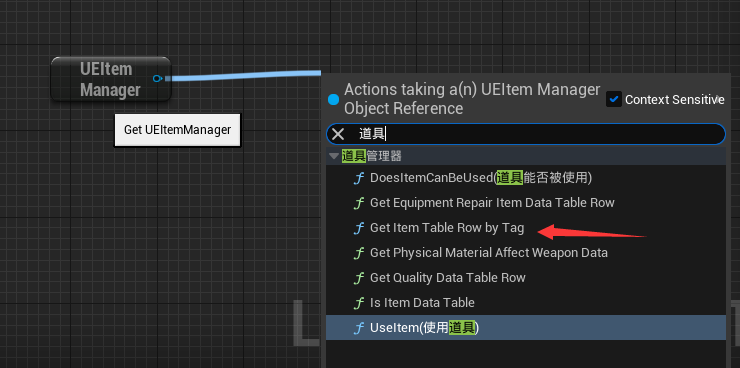 UEItem
Manager
Get UEItemManager
Actions taking a(n) UEItem Manager
Object Reference
Context Sensitive
道具
道具管理器
DoesItemCanBeUsed(道具能否被使用)
Get Equipment Repair Item Data Table Row
Get Item Table Row by Tag
Get Physical Material Affect Weapon Data
Get Quality Data Table Row
Is Item Data Table
UseItem(使用道具)